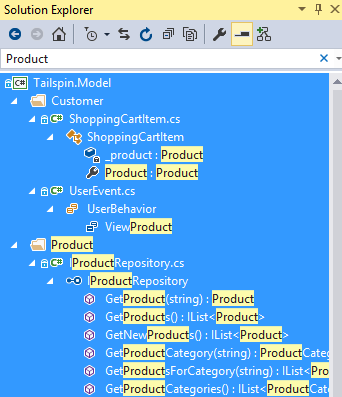 Solution Explorer
Product
Tailspin.Model
Customer
ShoppingCartItem.cs
ShoppingCartItem
_product : Product
Product : Product
UserEvent.cs
UserBehavior
ViewProduct
Product
ProductRepository.cs
IProductRepository
GetProduct(string) : Product
GetProducts() : IList<Product>
GetNewProducts() : IList<Product>
GetProductCategory(string) : ProductCateg
GetProductsForCategory(string) : IList<Pro
GetProductCategories() : IList<ProductCate